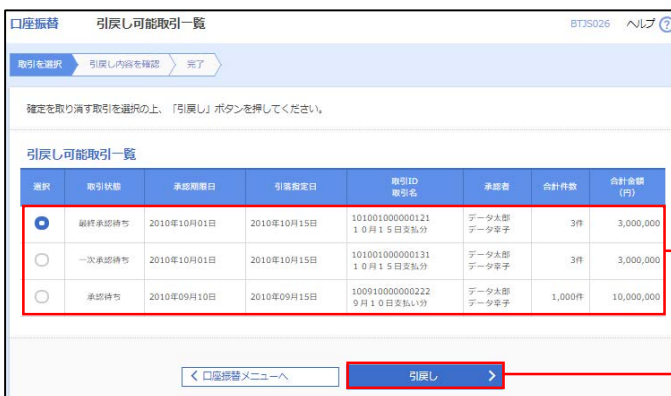 口座振替 引戻し可能取引一覧 BTJS026 ヘルプ ?
取引を選択 引戻し内容を確認 完了
確定を取り消す取引を選択の上、「引戻し」ボタンを押してください。
引戻し可能取引一覧
選択 取引状態 承認期限日 引落指定日 取引ID 取引名 承認者 合計件数 合計金額 (円)
最終承認待ち 2010年10月01日 2010年10月15日 101001000000121 データ太郎 3件 3,000,000
10月15日支払分 データ幸子
一次承認待ち 2010年10月01日 2010年10月15日 101001000000131 データ太郎 3件 3,000,000
10月15日支払分 データ幸子
承認待ち 2010年09月10日 2010年09月15日 100910000000222 データ太郎 1,000件 10,000,000
9月10日支払い分 データ幸子
口座振替メニューへ 引戻し